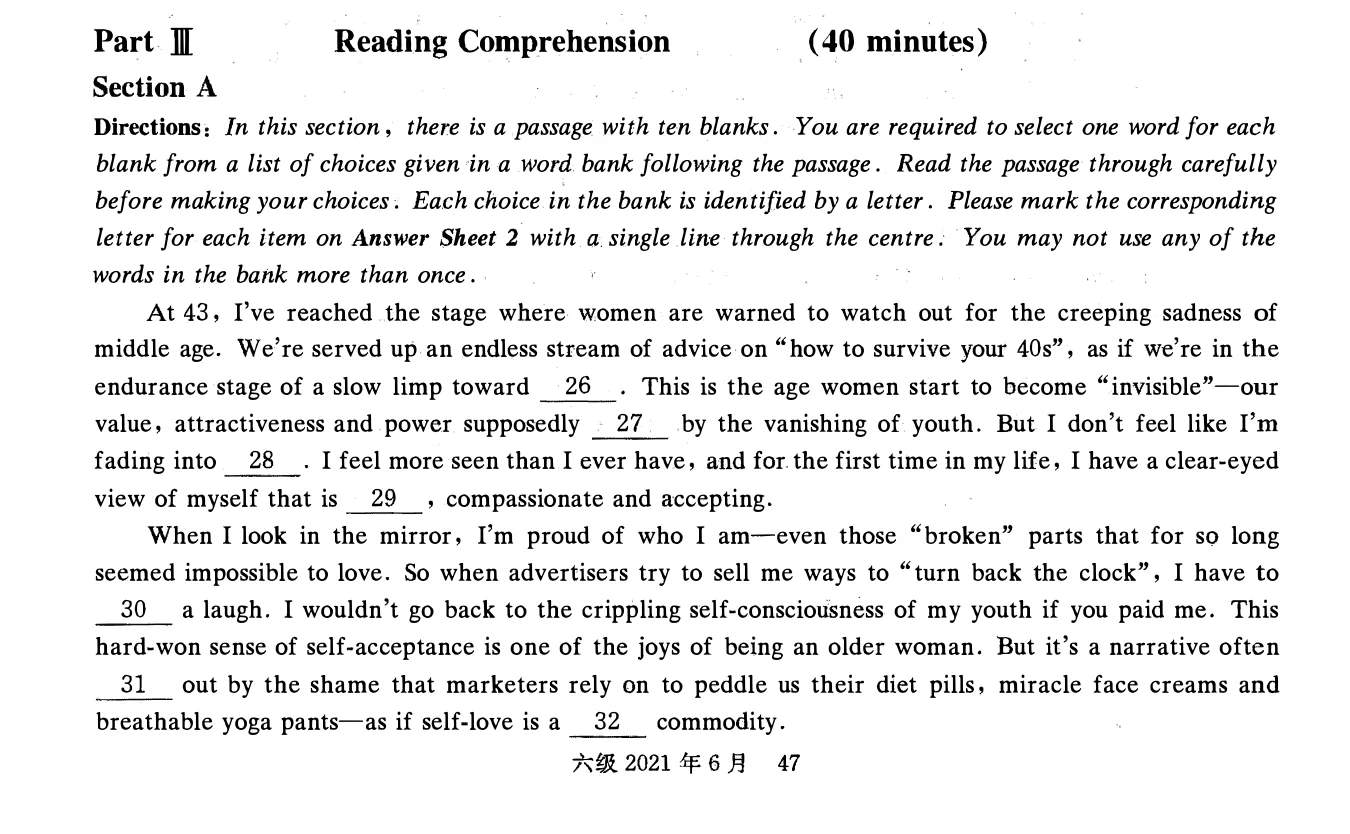 Part Ⅲ Reading Comprehension (40 minutes)
Section A
Directions: In this section, there is a passage with ten blanks. You are required to select one word for each
blank from a list of choices given in a word bank following the passage. Read the passage through carefully
before making your choices. Each choice in the bank is identified by a letter. Please mark the corresponding
letter for each item on Answer Sheet 2 with a single line through the centre. You may not use any of the
words in the bank more than once.
At 43, I've reached the stage where women are warned to watch out for the creeping sadness of
middle age. We're served up an endless stream of advice on “how to survive your 40s”, as if we're in the
endurance stage of a slow limp toward 26 . This is the age women start to become “invisible”—our
value, attractiveness and power supposedly 27 by the vanishing of youth. But I don't feel like I'm
fading into 28 . I feel more seen than I ever have, and for the first time in my life, I have a clear-eyed
view of myself that is 29 , compassionate and accepting.
When I look in the mirror, I'm proud of who I am—even those “broken” parts that for so long
seemed impossible to love. So when advertisers try to sell me ways to “turn back the clock”, I have to
30 a laugh. I wouldn't go back to the crippling self-consciousness of my youth if you paid me. This
hard-won sense of self-acceptance is one of the joys of being an older woman. But it's a narrative often
31 out by the shame that marketers rely on to peddle us their diet pills, miracle face creams and
breathable yoga pants—as if self-love is a 32 commodity.
六级 2021 年 6 月 47